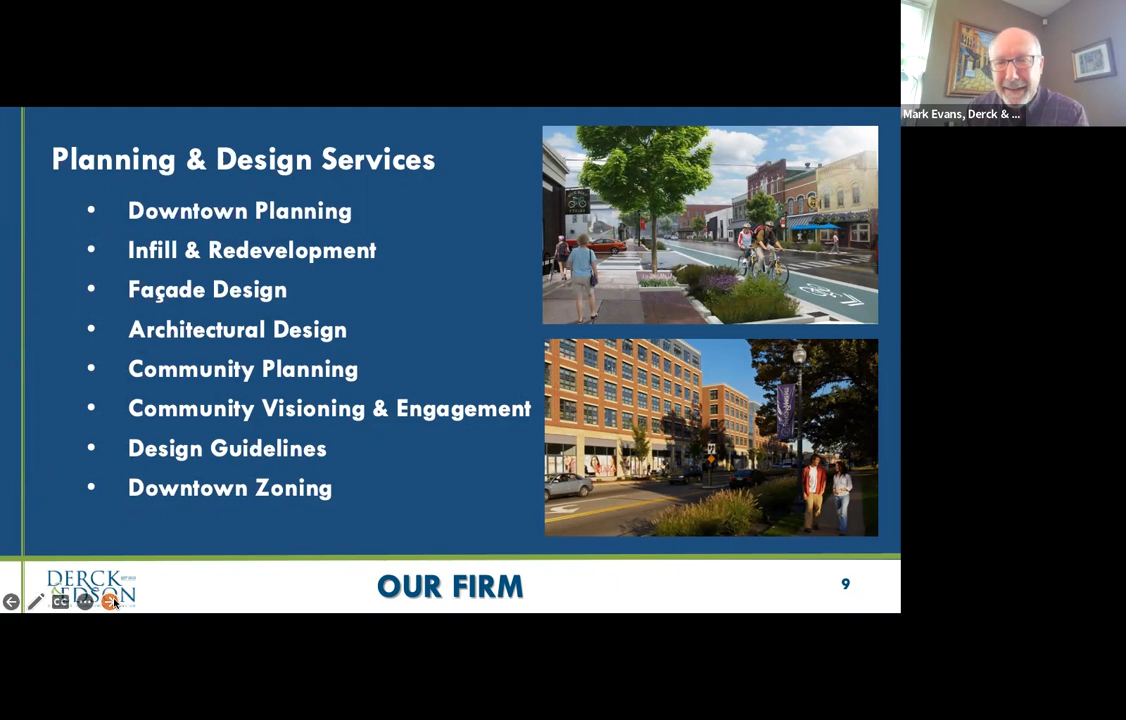 Planning & Design Services
• Downtown Planning
• Infill & Redevelopment
• Façade Design
• Architectural Design
• Community Planning
• Community Visioning & Engagement
• Design Guidelines
• Downtown Zoning
DERCK
& EDSON
OUR FIRM
9
CC
Mark Evans, Derck & ...